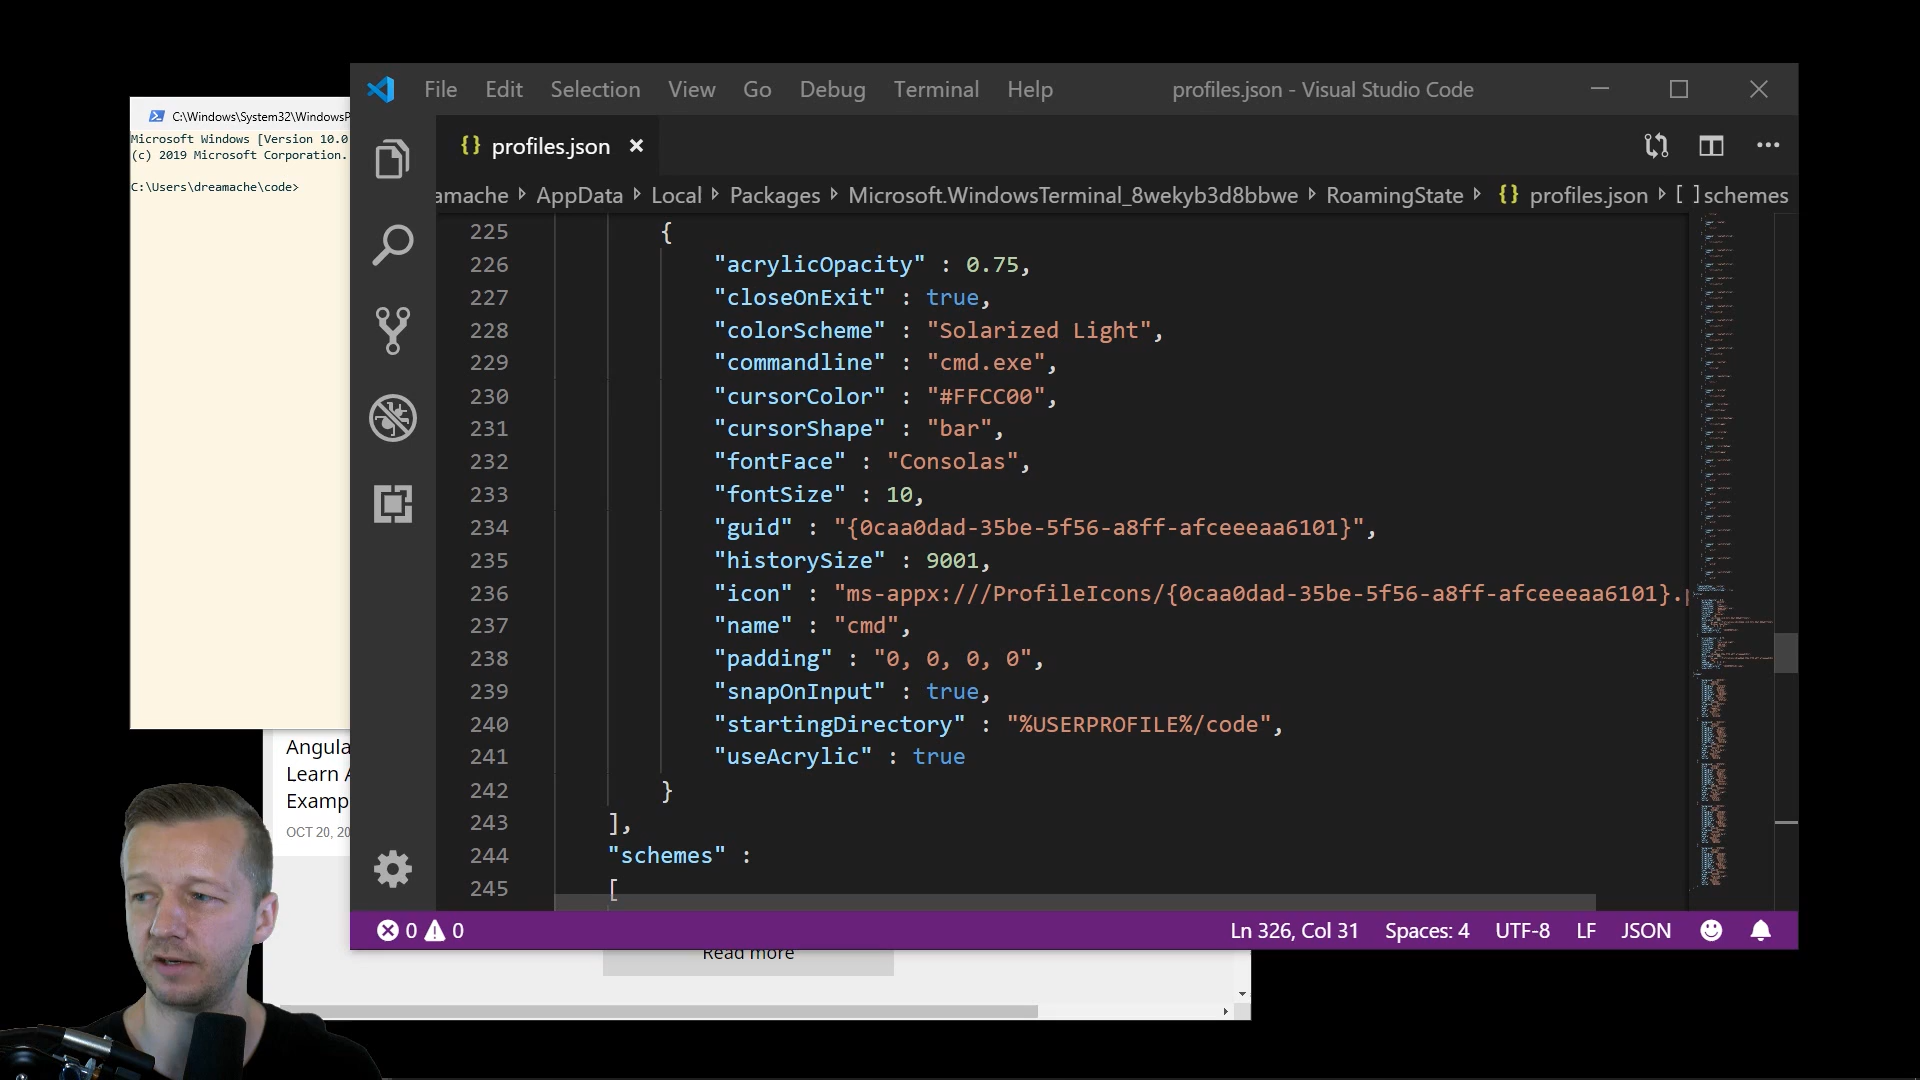 File Edit Selection View Go Debug Terminal Help profiles.json - Visual Studio Code
C:\Windows\System32\WindowsP
Microsoft Windows [Version 10.0
(c) 2019 Microsoft Corporation.
C:\Users\dreamache\code>
{} profiles.json
amache AppData Local Packages Microsoft.WindowsTerminal_8wekyb3d8bbwe RoamingState {} profiles.json [ ] schemes
225 {
226 "acrylicOpacity" : 0.75,
227 "closeOnExit" : true,
228 "colorScheme" : "Solarized Light",
229 "commandline" : "cmd.exe",
230 "cursorColor" : "#FFCC00",
231 "cursorShape" : "bar",
232 "fontFace" : "Consolas",
233 "fontSize" : 10,
234 "guid" : "{0caa0dad-35be-5f56-a8ff-afceeeaa6101}",
235 "historySize" : 9001,
236 "icon" : "ms-appx:///ProfileIcons/{0caa0dad-35be-5f56-a8ff-afceeeaa6101}.
237 "name" : "cmd",
238 "padding" : "0, 0, 0, 0",
239 "snapOnInput" : true,
240 "startingDirectory" : "%USERPROFILE%/code",
241 "useAcrylic" : true
242 }
243 ],
244 "schemes" :
245 [
0 0 Ln 326, Col 31 Spaces: 4 UTF-8 LF JSON
Angula
Learn A
Examp
OCT 20, 20
Read more